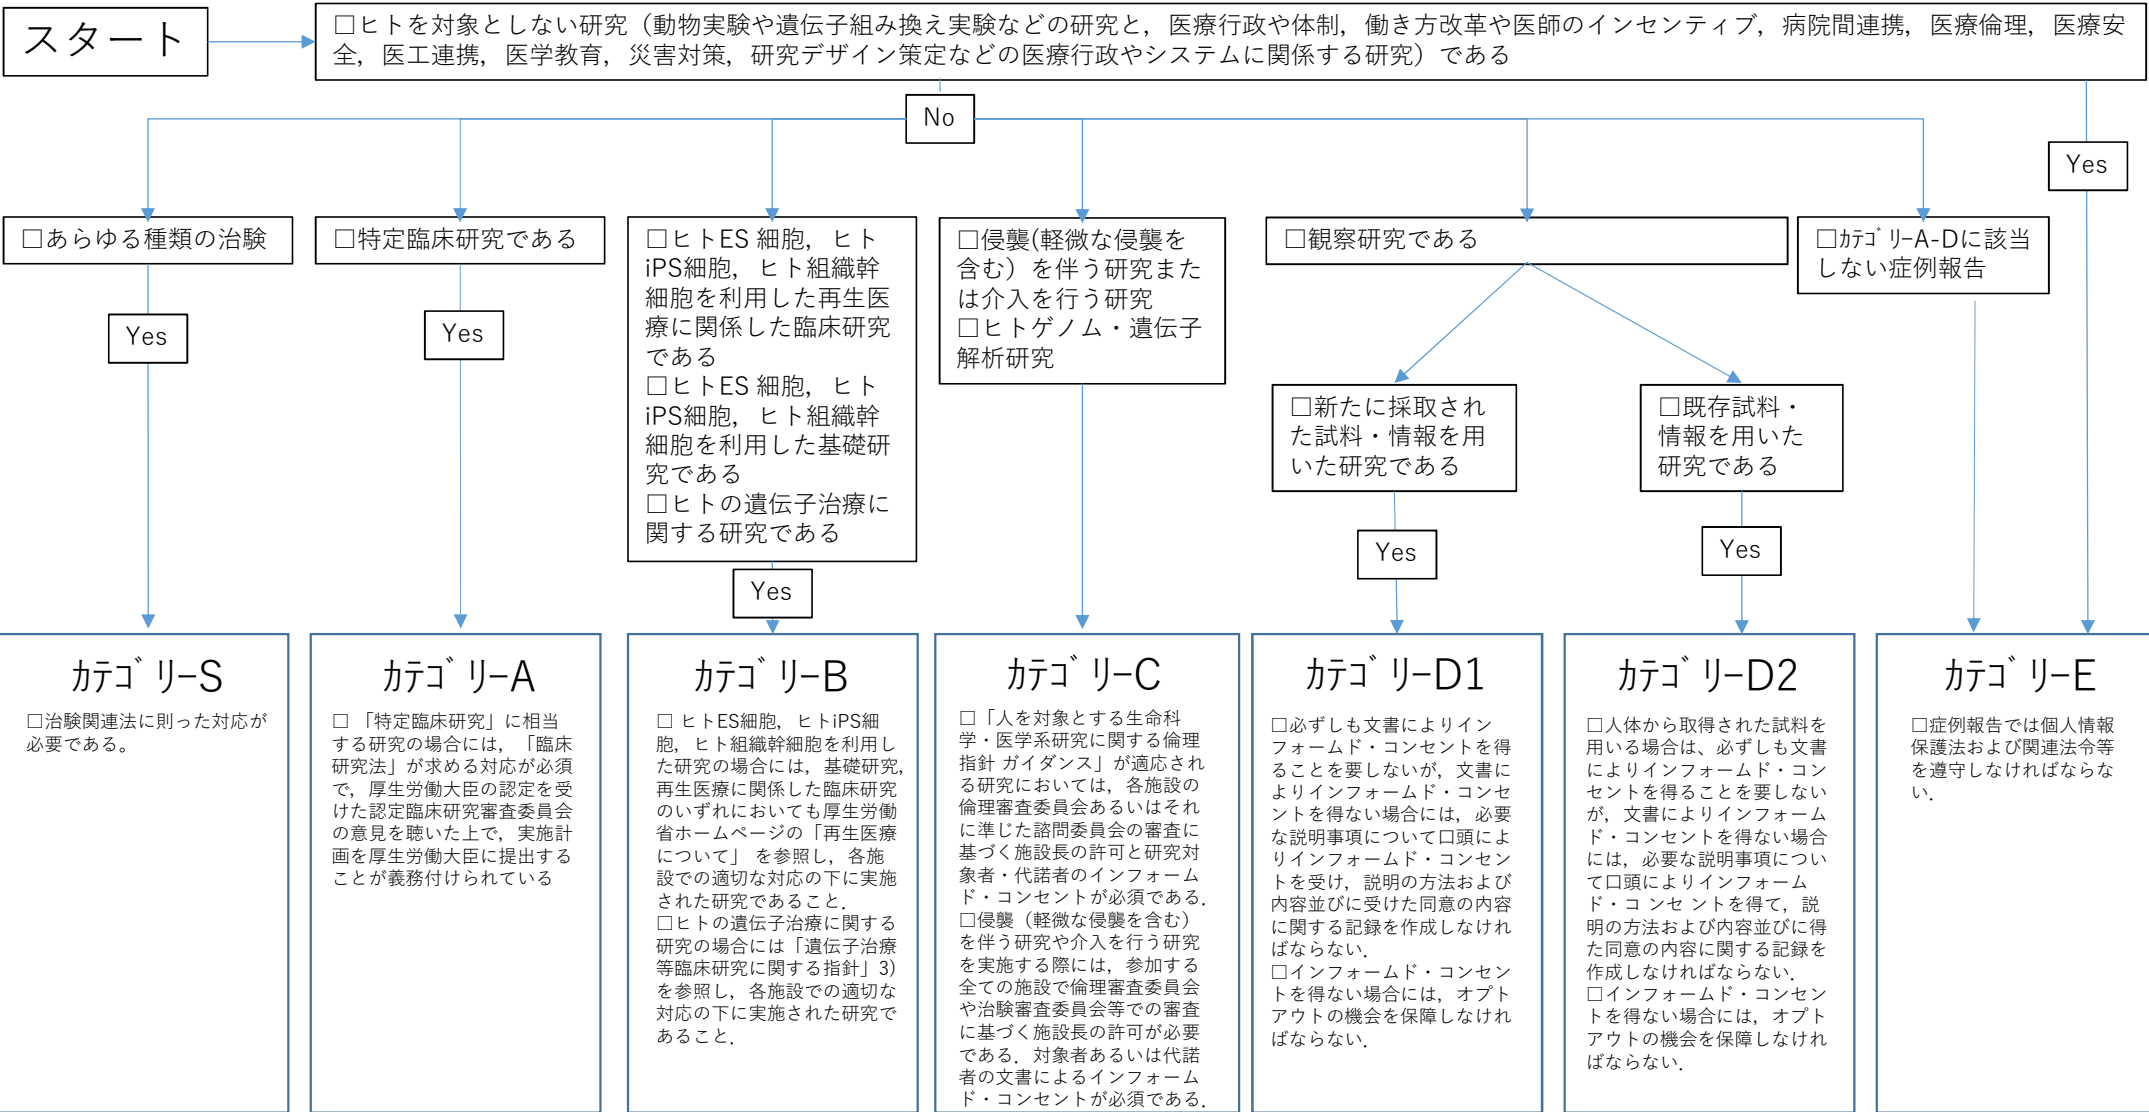 スタート
□ヒトを対象としない研究（動物実験や遺伝子組み換え実験などの研究と，医療行政や体制，働き方改革や医師のインセンティブ，病院間連携，医療倫理，医療安
全，医工連携，医学教育，災害対策，研究デザイン策定などの医療行政やシステムに関係する研究）である
No
Yes
□あらゆる種類の治験
Yes
□特定臨床研究である
Yes
□ヒトES 細胞，ヒト
iPS細胞，ヒト組織幹
細胞を利用した再生医
療に関係した臨床研究
である
□ヒトES 細胞，ヒト
iPS細胞，ヒト組織幹
細胞を利用した基礎研
究である
□ヒトの遺伝子治療に
関する研究である
Yes
□侵襲(軽微な侵襲を
含む）を伴う研究また
は介入を行う研究
□ヒトゲノム・遺伝子
解析研究
□観察研究である
□新たに採取され
た試料・情報を用
いた研究である
Yes
□既存試料・
情報を用いた
研究である
Yes
□ｶﾃｺﾞﾘｰA-Dに該当
しない症例報告
ｶﾃｺﾞﾘｰS
□治験関連法に則った対応が
必要である。
ｶﾃｺﾞﾘｰA
□ 「特定臨床研究」に相当
する研究の場合には，「臨床
研究法」が求める対応が必須
で，厚生労働大臣の認定を受
けた認定臨床研究審査委員会
の意見を聴いた上で，実施計
画を厚生労働大臣に提出する
ことが義務付けられている
ｶﾃｺﾞﾘｰB
□ ヒトES細胞，ヒトiPS細
胞，ヒト組織幹細胞を利用し
た研究の場合には，基礎研究，
再生医療に関係した臨床研究
のいずれにおいても厚生労働
省ホームページの「再生医療
について」 を参照し，各施
設での適切な対応の下に実施
された研究であること．
□ヒトの遺伝子治療に関する
研究の場合には「遺伝子治療
等臨床研究に関する指針」3)
を参照し，各施設での適切な
対応の下に実施された研究で
あること．
ｶﾃｺﾞﾘｰC
□「人を対象とする生命科
学・医学系研究に関する倫理
指針 ガイダンス」が適応され
る研究においては，各施設の
倫理審査委員会あるいはそれ
に準じた諮問委員会の審査に
基づく施設長の許可と研究対
象者・代諾者のインフォーム
ド・コンセントが必須である．
□侵襲（軽微な侵襲を含む）
を伴う研究や介入を行う研究
を実施する際には，参加する
全ての施設で倫理審査委員会
や治験審査委員会等での審査
に基づく施設長の許可が必要
である．対象者あるいは代諾
者の文書によるインフォーム
ド・コンセントが必須である．
ｶﾃｺﾞﾘｰD1
□必ずしも文書によりイン
フォームド・コンセントを得
ることを要しないが，文書に
よりインフォームド・コンセ
ントを得ない場合には，必要
な説明事項について口頭によ
りインフォームド・コンセン
トを受け，説明の方法および
内容並びに受けた同意の内容
に関する記録を作成しなけれ
ばならない．
□インフォームド・コンセン
トを得ない場合には，オプト
アウトの機会を保障しなけれ
ばならない．
ｶﾃｺﾞﾘｰD2
□人体から取得された試料を
用いる場合は、必ずしも文書
によりインフォームド・コン
セントを得ることを要しない
が，文書によりインフォーム
ド・コンセントを得ない場合
には，必要な説明事項につい
て口頭によりインフォーム
ド・コ ンセ ントを得て，説
明の方法および内容並びに得
た同意の内容に関する記録を
作成しなければならない．
□インフォームド・コンセン
トを得ない場合には，オプト
アウトの機会を保障しなけれ
ばならない．
ｶﾃｺﾞﾘｰE
□症例報告では個人情報
保護法および関連法令等
を遵守しなければならな
い．